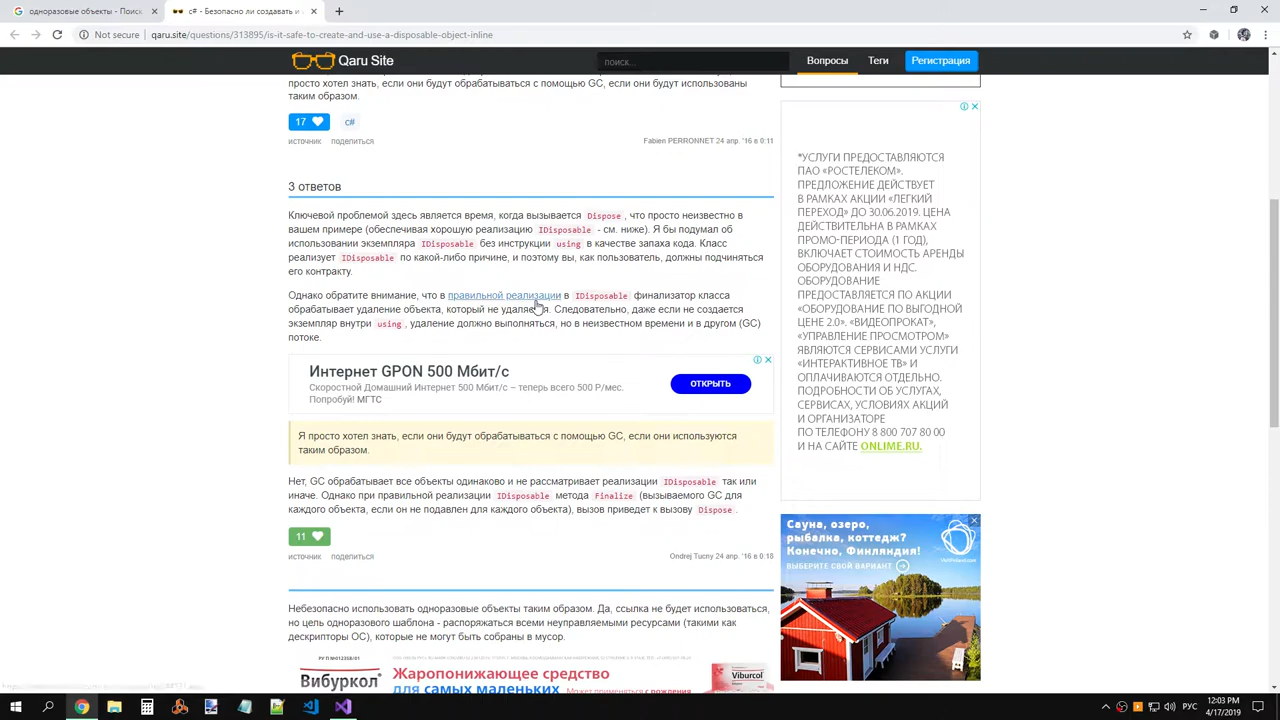 одноразовые объекты - Поиск
c# - Безопасно ли создавать и
Not secure
qaru.site/questions/313895/is-it-safe-to-create-and-use-a-disposable-object-inline
Qaru Site
поиск...
Вопросы
Теги
Регистрация
просто хотел знать, если они будут обрабатываться с помощью GC, если они будут использованы
таким образом.
17
c#
источник
поделиться
Fabien PERRONNET 24 апр. '16 в 0:11
3 ответов
Ключевой проблемой здесь является время, когда вызывается Dispose, что просто неизвестно в
вашем примере (обеспечивая хорошую реализацию IDisposable - см. ниже). Я бы подумал об
использовании экземпляра IDisposable без инструкции using в качестве запаха кода. Класс
реализует IDisposable по какой-либо причине, и поэтому вы, как пользователь, должны подчиняться
его контракту.
Однако обратите внимание, что в правильной реализации в IDisposable финализатор класса
обрабатывает удаление объекта, который не удаляется. Следовательно, даже если не создается
экземпляр внутри using, удаление должно выполняться, но в неизвестном времени и в другом (GC)
потоке.
Интернет GPON 500 Мбит/с
Скоростной Домашний Интернет 500 Мбит/с – теперь всего 500 Р/мес.
Попробуй! МГТС
ОТКРЫТЬ
Я просто хотел знать, если они будут обрабатываться с помощью GC, если они используются
таким образом.
Нет, GC обрабатывает все объекты одинаково и не рассматривает реализации IDisposable так или
иначе. Однако при правильной реализации IDisposable метода Finalize (вызываемого GC для
каждого объекта, если он не подавлен для каждого объекта), вызов приведет к вызову Dispose.
11
источник
поделиться
Ondrej Tucny 24 апр. '16 в 0:18
Небезопасно использовать одноразовые объекты таким образом. Да, ссылка не будет использоваться,
но цель одноразового шаблона - распоряжаться всеми неуправляемыми ресурсами (такими как
дескрипторы ОС), которые не могут быть собраны в мусор.
Вибуркол
Жаропонижающее средство
для самых маленьких
Может применяться с рождения
Viburcol
*УСЛУГИ ПРЕДОСТАВЛЯЮТСЯ
ПАО «РОСТЕЛЕКОМ».
ПРЕДЛОЖЕНИЕ ДЕЙСТВУЕТ
В РАМКАХ АКЦИИ «ЛЕГКИЙ
ПЕРЕХОД» ДО 30.06.2019. ЦЕНА
ДЕЙСТВИТЕЛЬНА В РАМКАХ
ПРОМО-ПЕРИОДА (1 ГОД),
ВКЛЮЧАЕТ СТОИМОСТЬ АРЕНДЫ
ОБОРУДОВАНИЯ И НДС.
ОБОРУДОВАНИЕ
ПРЕДОСТАВЛЯЕТСЯ ПО АКЦИИ
«ОБОРУДОВАНИЕ ПО ВЫГОДНОЙ
ЦЕНЕ 2.0». «ВИДЕОПРОКАТ»,
«УПРАВЛЕНИЕ ПРОСМОТРОМ»
ЯВЛЯЮТСЯ СЕРВИСАМИ УСЛУГИ
«ИНТЕРАКТИВНОЕ ТВ» И
ОПЛАЧИВАЮТСЯ ОТДЕЛЬНО.
ПОДРОБНОСТИ ОБ УСЛУГАХ,
СЕРВИСАХ, УСЛОВИЯХ АКЦИЙ
И ОРГАНИЗАТОРЕ
ПО ТЕЛЕФОНУ 8 800 707 80 00
И НА САЙТЕ ONLIME.RU.
Сауна, озеро,
рыбалка, коттедж?
Конечно, Финляндия!
ВЫБЕРИТЕ СВОЙ ВАРИАНТ
РУС
12:03 PM
4/17/2019